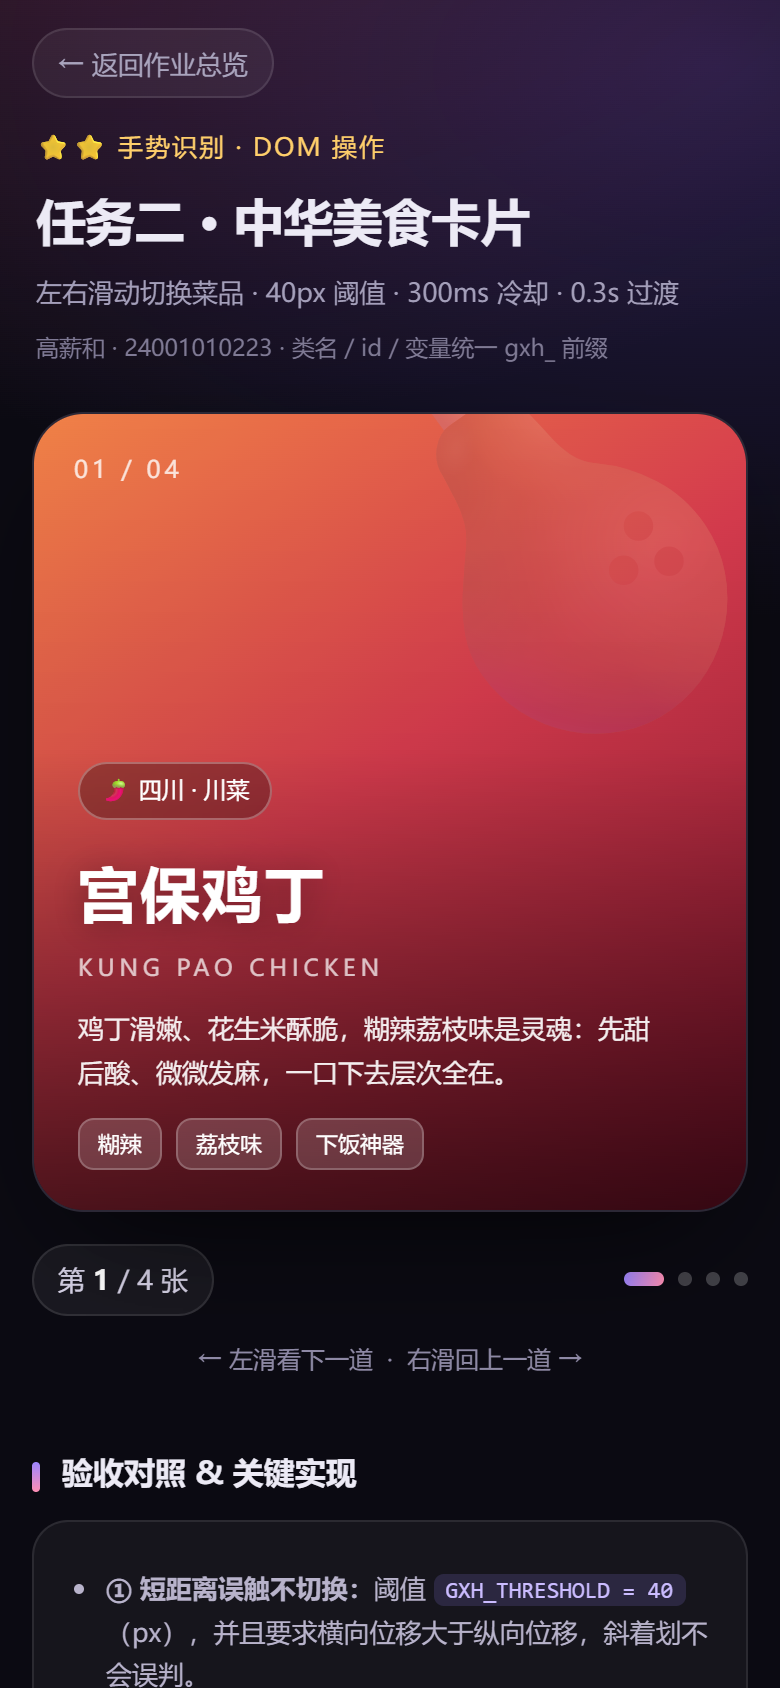 ← 返回作业总览
⭐⭐ 手势识别 · DOM 操作
任务二 • 中华美食卡片
左右滑动切换菜品 · 40px 阈值 · 300ms 冷却 · 0.3s 过渡
高薪和 · 24001010223 · 类名 / id / 变量统一 gxh_ 前缀
01 / 04
🌶️ 四川 · 川菜
宫保鸡丁
KUNG PAO CHICKEN
鸡丁滑嫩、花生米酥脆，糊辣荔枝味是灵魂：先甜
后酸、微微发麻，一口下去层次全在。
糊辣 荔枝味 下饭神器
第 1 / 4 张
← 左滑看下一道 · 右滑回上一道 →
验收对照 & 关键实现
• ① 短距离误触不切换：阈值 GXH_THRESHOLD = 40
（px），并且要求横向位移大于纵向位移，斜着划不
会误判。